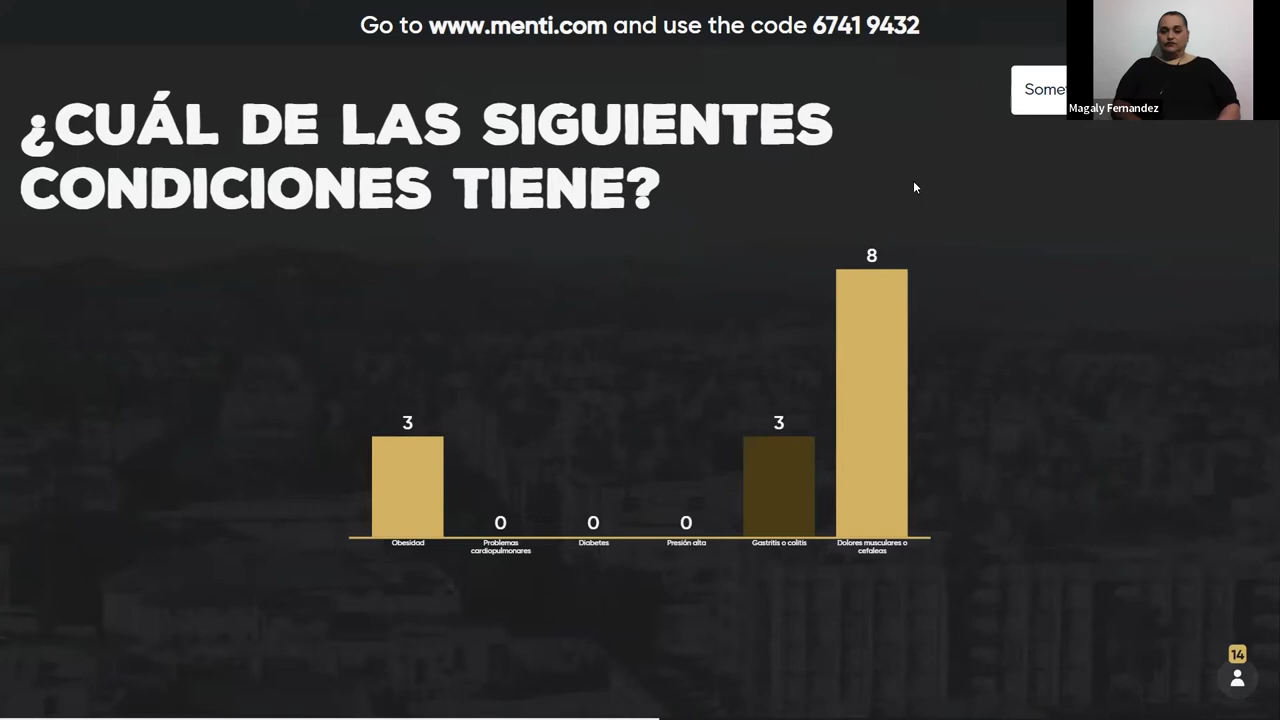 Go to www.menti.com and use the code 6741 9432
Magaly Fernandez
¿CUÁL DE LAS SIGUIENTES
CONDICIONES TIENE?
8
3
3
0
0
0
Obesidad
Problemas
cardiopulmonares
Diabetes
Presión alta
Gastritis o colitis
Dolores musculares o
cefaleas
14